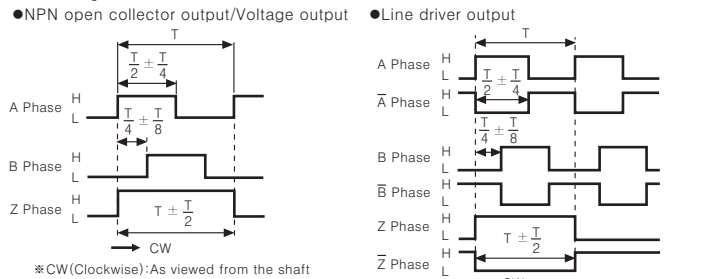 ●NPN open collector output/Voltage output
T
T/2 ± T/4
A Phase H L
T/4 ± T/8
B Phase H L
Z Phase H L
T ± T/2
CW
※CW(Clockwise):As viewed from the shaft
●Line driver output
T
A Phase H L
T/2 ± T/4
A̅ Phase H L
T/4 ± T/8
B Phase H L
B̅ Phase H L
Z Phase H L
T ± T/2
Z̅ Phase H L